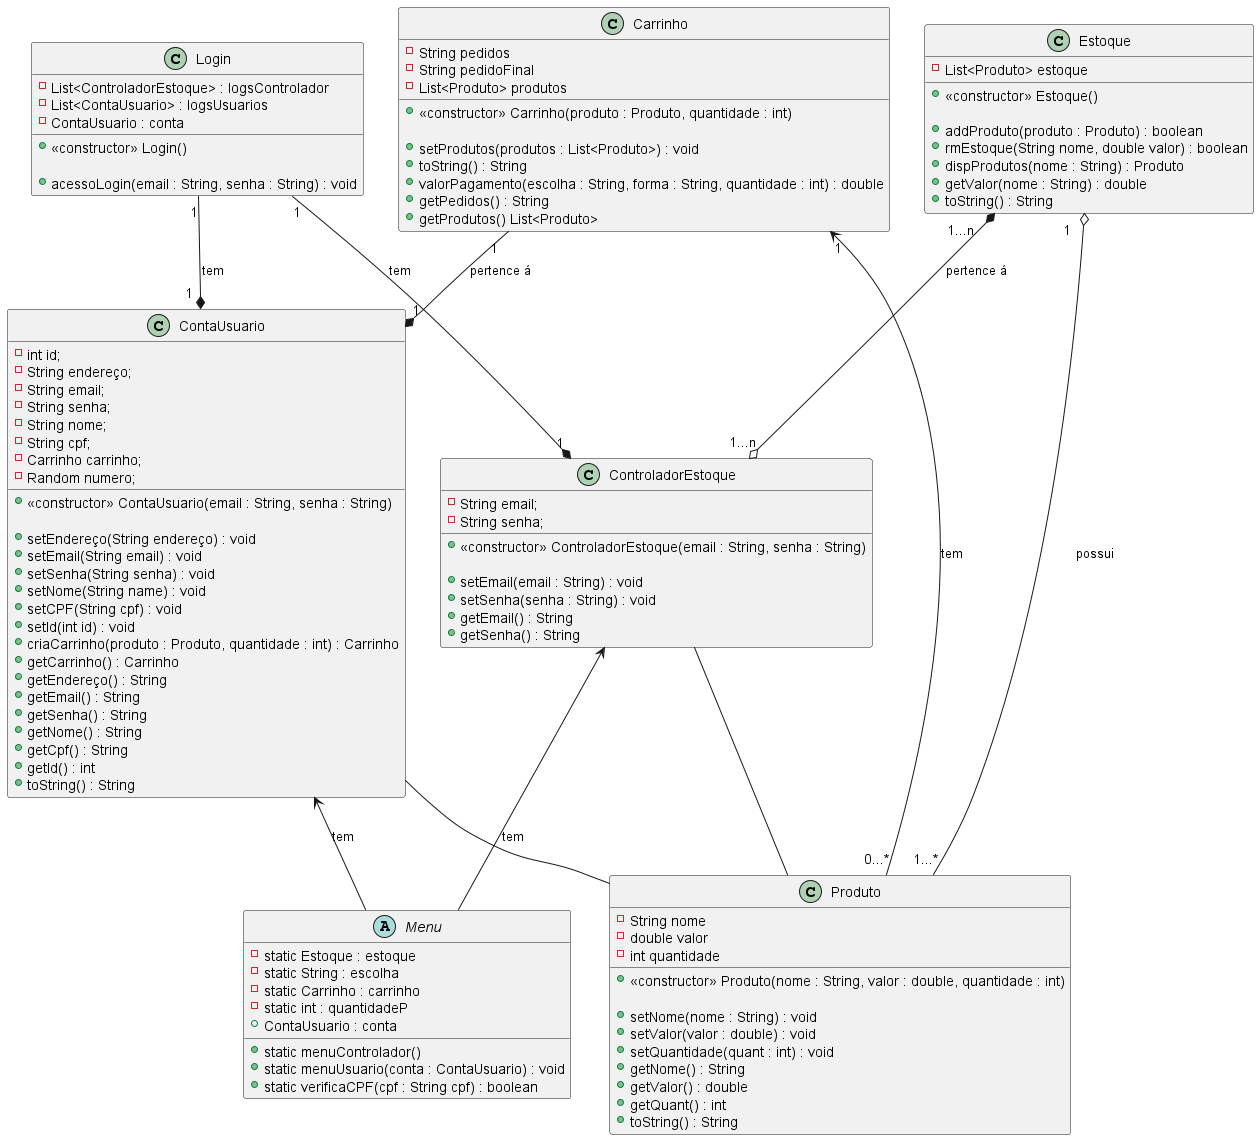 C Login
List<ControladorEstoque> : logsControlador
List<ContaUsuario> : logsUsuarios
ContaUsuario : conta
«constructor» Login()
acessoLogin(email : String, senha : String) : void
C Carrinho
String pedidos
String pedidoFinal
List<Produto> produtos
«constructor» Carrinho(produto : Produto, quantidade : int)
setProdutos(produtos : List<Produto>) : void
toString() : String
valorPagamento(escolha : String, forma : String, quantidade : int) : double
getPedidos() : String
getProdutos() List<Produto>
C Estoque
List<Produto> estoque
«constructor» Estoque()
addProduto(produto : Produto) : boolean
rmEstoque(String nome, double valor) : boolean
dispProdutos(nome : String) : Produto
getValor(nome : String) : double
toString() : String
1
1
1
1
1...n
1
tem
tem
pertence á
pertence á
1
1
C ContaUsuario
int id;
String endereço;
String email;
String senha;
String nome;
String cpf;
Carrinho carrinho;
Random numero;
«constructor» ContaUsuario(email : String, senha : String)
setEndereço(String endereço) : void
setEmail(String email) : void
setSenha(String senha) : void
setNome(String name) : void
setCPF(String cpf) : void
setId(int id) : void
criaCarrinho(produto : Produto, quantidade : int) : Carrinho
getCarrinho() : Carrinho
getEndereço() : String
getEmail() : String
getSenha() : String
getNome() : String
getCpf() : String
getId() : int
toString() : String
1
1...n
C ControladorEstoque
String email;
String senha;
«constructor» ControladorEstoque(email : String, senha : String)
setEmail(email : String) : void
setSenha(senha : String) : void
getEmail() : String
getSenha() : String
tem
possui
tem
tem
0...*
1...*
A Menu
static Estoque : estoque
static String : escolha
static Carrinho : carrinho
static int : quantidadeP
ContaUsuario : conta
static menuControlador()
static menuUsuario(conta : ContaUsuario) : void
static verificaCPF(cpf : String cpf) : boolean
C Produto
String nome
double valor
int quantidade
«constructor» Produto(nome : String, valor : double, quantidade : int)
setNome(nome : String) : void
setValor(valor : double) : void
setQuantidade(quant : int) : void
getNome() : String
getValor() : double
getQuant() : int
toString() : String